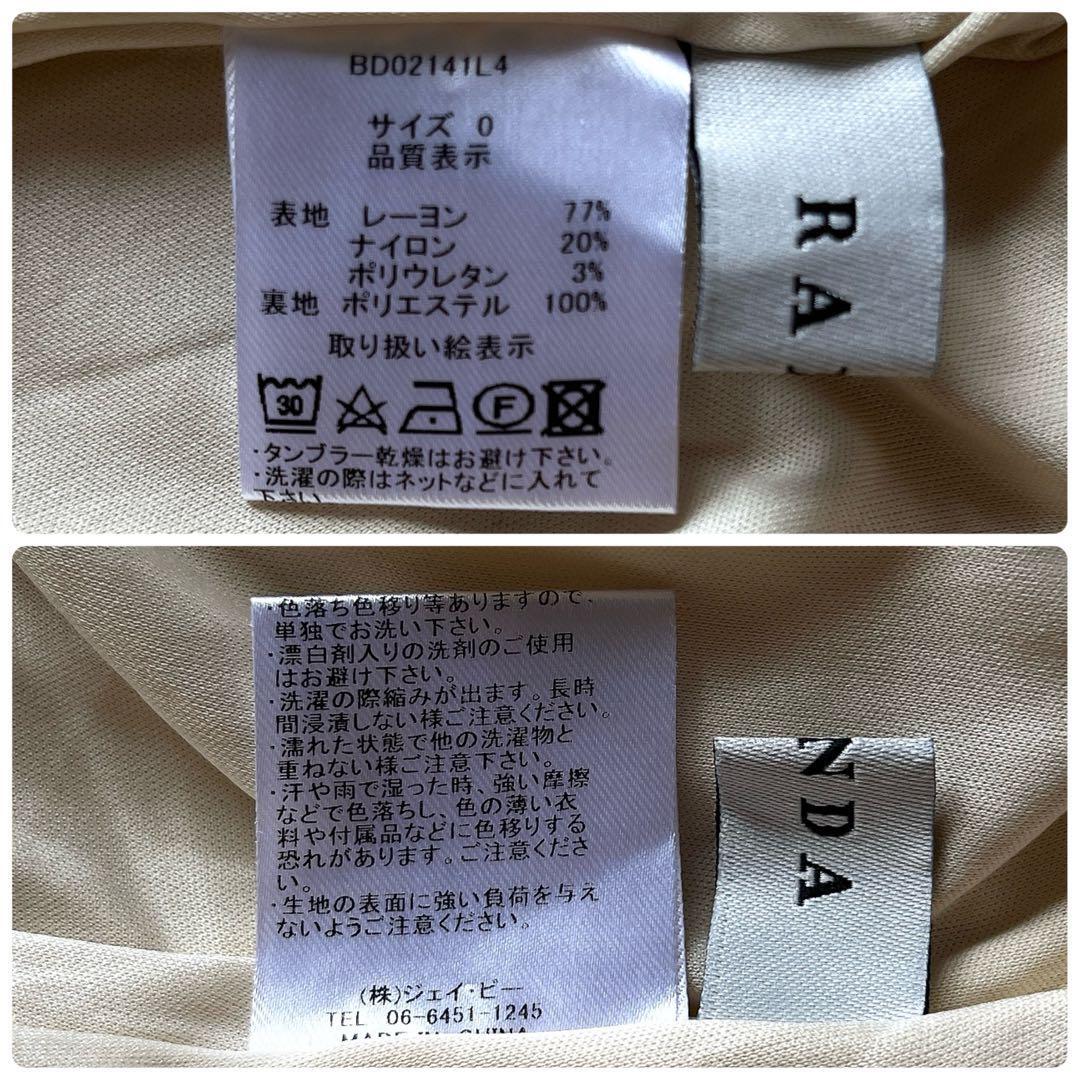 BD02141L4
サイズ 0
品質表示
表地 レーヨン 77%
ナイロン 20%
ポリウレタン 3%
裏地 ポリエステル 100%
取り扱い絵表示
30 F
・タンブラー乾燥はお避け下さい。
・洗濯の際はネットなどに入れて
下さい
RA
・色落ち色移り等ありますので、
単独でお洗い下さい。
・漂白剤入りの洗剤のご使用
はお避け下さい。
・洗濯の際縮みが出ます。長時
間浸漬しない様ご注意ください。
・濡れた状態で他の洗濯物と
重ねない様ご注意下さい。
・汗や雨で湿った時、強い摩擦
などで色落ちし、色の薄い衣
料や付属品などに色移りする
恐れがあります。ご注意くださ
い。
・生地の表面に強い負荷を与え
ないようご注意ください。
(株)ジェイ・ビー
TEL 06-6451-1245
MADE IN CHINA
NDA